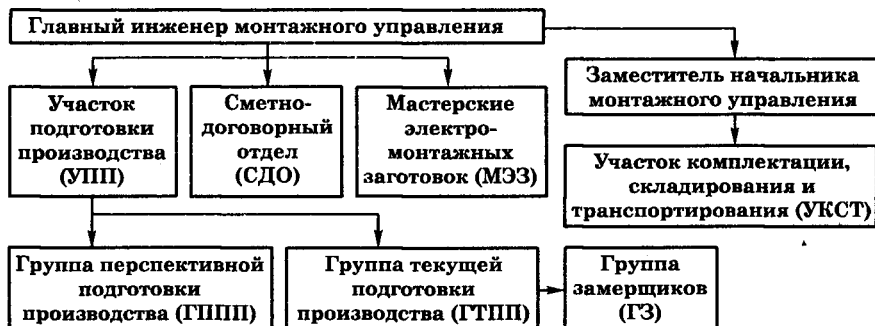 Главный инженер монтажного управления
Заместитель начальника
монтажного управления
Участок
подготовки
производства
(УПП)
Сметно-
договорный
отдел
(СДО)
Мастерские
электро-
монтажных
заготовок (МЭЗ)
Участок комплектации,
складирования и
транспортирования (УКСТ)
Группа перспективной
подготовки
производства (ГППП)
Группа текущей
подготовки
производства (ГТПП)
Группа
замерщиков
(ГЗ)